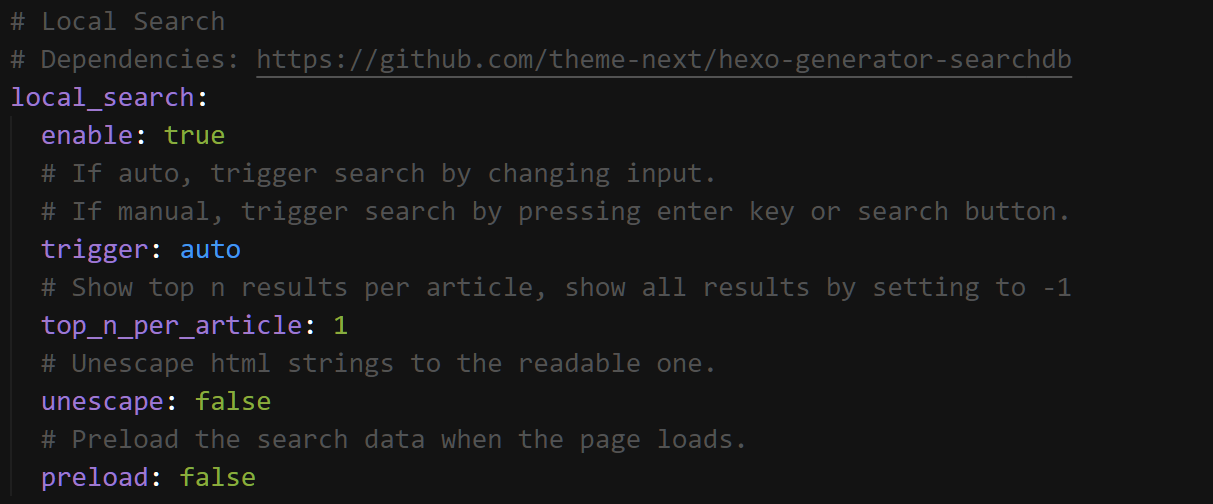 # Local Search
# Dependencies: https://github.com/theme-next/hexo-generator-searchdb
local_search:
  enable: true
  # If auto, trigger search by changing input.
  # If manual, trigger search by pressing enter key or search button.
  trigger: auto
  # Show top n results per article, show all results by setting to -1
  top_n_per_article: 1
  # Unescape html strings to the readable one.
  unescape: false
  # Preload the search data when the page loads.
  preload: false